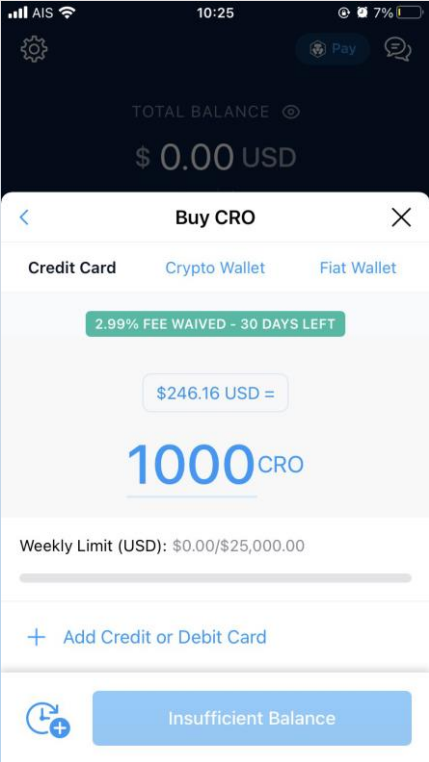 AIS 10:25 7%
Pay
TOTAL BALANCE
$ 0.00 USD
Buy CRO
Credit Card Crypto Wallet Fiat Wallet
2.99% FEE WAIVED - 30 DAYS LEFT
$246.16 USD =
1000 CRO
Weekly Limit (USD): $0.00/$25,000.00
+ Add Credit or Debit Card
Insufficient Balance